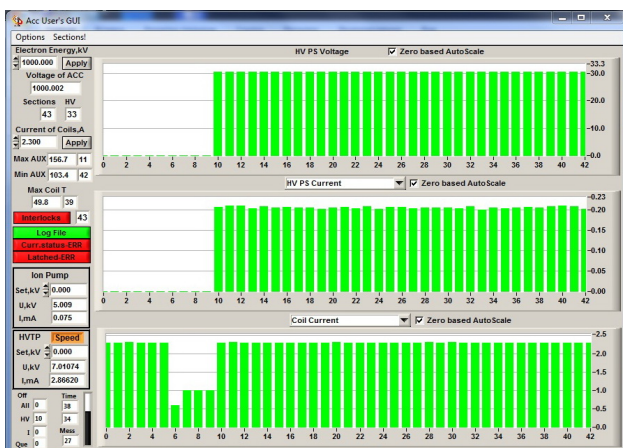 Acc User's GUI
Options Sections!
Electron Energy,kV
1000.000 Apply
Voltage of ACC
1000.002
Sections HV
43 33
Current of Coils,A
2.300 Apply
Max AUX 156.7 11
Min AUX 103.4 42
Max Coil T
49.8 39
Interlocks 43
Log File
Curr.status-ERR
Latched-ERR
Ion Pump
Set,kV 0.000
U,kV 5.009
I,mA 0.075
HVTP /Speed
Set,kV 0.000
U,kV 7.01074
I,mA 2.86620
Off Time
All 0 38
HV 10 34
I 0 Mess
Que 0 27
HV PS Voltage Zero based AutoScale
33.3
30.0
20.0
10.0
0.0
0 2 4 6 8 10 12 14 16 18 20 22 24 26 28 30 32 34 36 38 40 42
HV PS Current Zero based AutoScale
0.23
0.20
0.15
0.10
0.05
0.00
0 2 4 6 8 10 12 14 16 18 20 22 24 26 28 30 32 34 36 38 40 42
Coil Current Zero based AutoScale
2.5
2.0
1.5
1.0
0.5
0.0
0 2 4 6 8 10 12 14 16 18 20 22 24 26 28 30 32 34 36 38 40 42